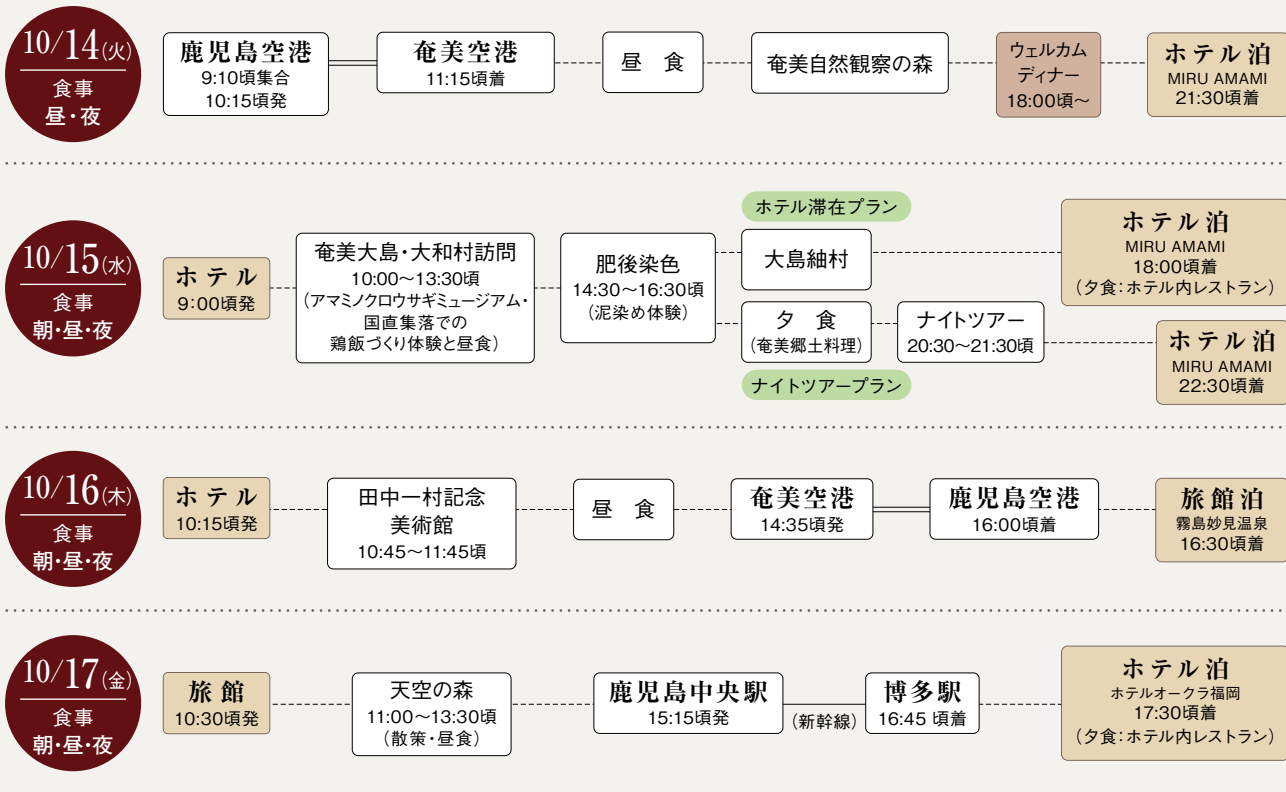 10/14(火)
食事
昼・夜
鹿児島空港
9:10頃集合
10:15頃発
奄美空港
11:15頃着
昼 食
奄美自然観察の森
ウェルカム
ディナー
18:00頃〜
ホテル泊
MIRU AMAMI
21:30頃着
10/15(水)
食事
朝・昼・夜
ホテル
9:00頃発
奄美大島・大和村訪問
10:00〜13:30頃
(アマミノクロウサギミュージアム・
国直集落での
鶏飯づくり体験と昼食)
肥後染色
14:30〜16:30頃
(泥染め体験)
ホテル滞在プラン
大島紬村
ホテル泊
MIRU AMAMI
18:00頃着
(夕食:ホテル内レストラン)
夕 食
(奄美郷土料理)
ナイトツアー
20:30〜21:30頃
ナイトツアープラン
ホテル泊
MIRU AMAMI
22:30頃着
10/16(木)
食事
朝・昼・夜
ホテル
10:15頃発
田中一村記念
美術館
10:45〜11:45頃
昼 食
奄美空港
14:35頃発
鹿児島空港
16:00頃着
旅館泊
霧島妙見温泉
16:30頃着
10/17(金)
食事
朝・昼・夜
旅館
10:30頃発
天空の森
11:00〜13:30頃
(散策・昼食)
鹿児島中央駅
15:15頃発
(新幹線)
博多駅
16:45 頃着
ホテル泊
ホテルオークラ福岡
17:30頃着
(夕食:ホテル内レストラン)